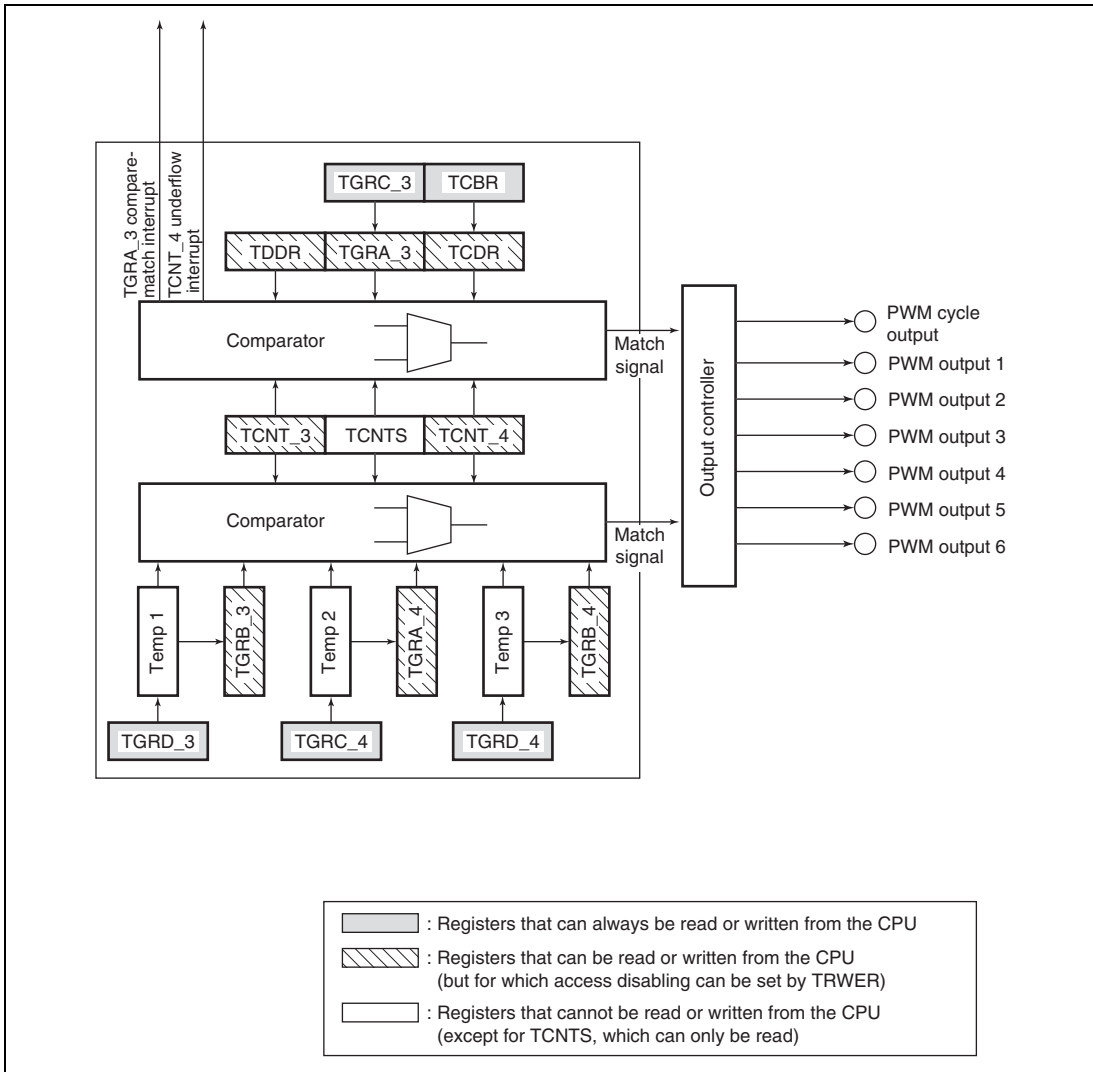 TGRA_3 compare-
match interrupt
TCNT_4 underflow
interrupt
TGRC_3 TCBR
TDDR TGRA_3 TCDR
Comparator
Match
signal
TCNT_3 TCNTS TCNT_4
Comparator
Match
signal
Output controller
PWM cycle
output
PWM output 1
PWM output 2
PWM output 3
PWM output 4
PWM output 5
PWM output 6
Temp 1 TGRB_3 Temp 2 TGRA_4 Temp 3 TGRB_4
TGRD_3 TGRC_4 TGRD_4
: Registers that can always be read or written from the CPU
: Registers that can be read or written from the CPU
(but for which access disabling can be set by TRWER)
: Registers that cannot be read or written from the CPU
(except for TCNTS, which can only be read)